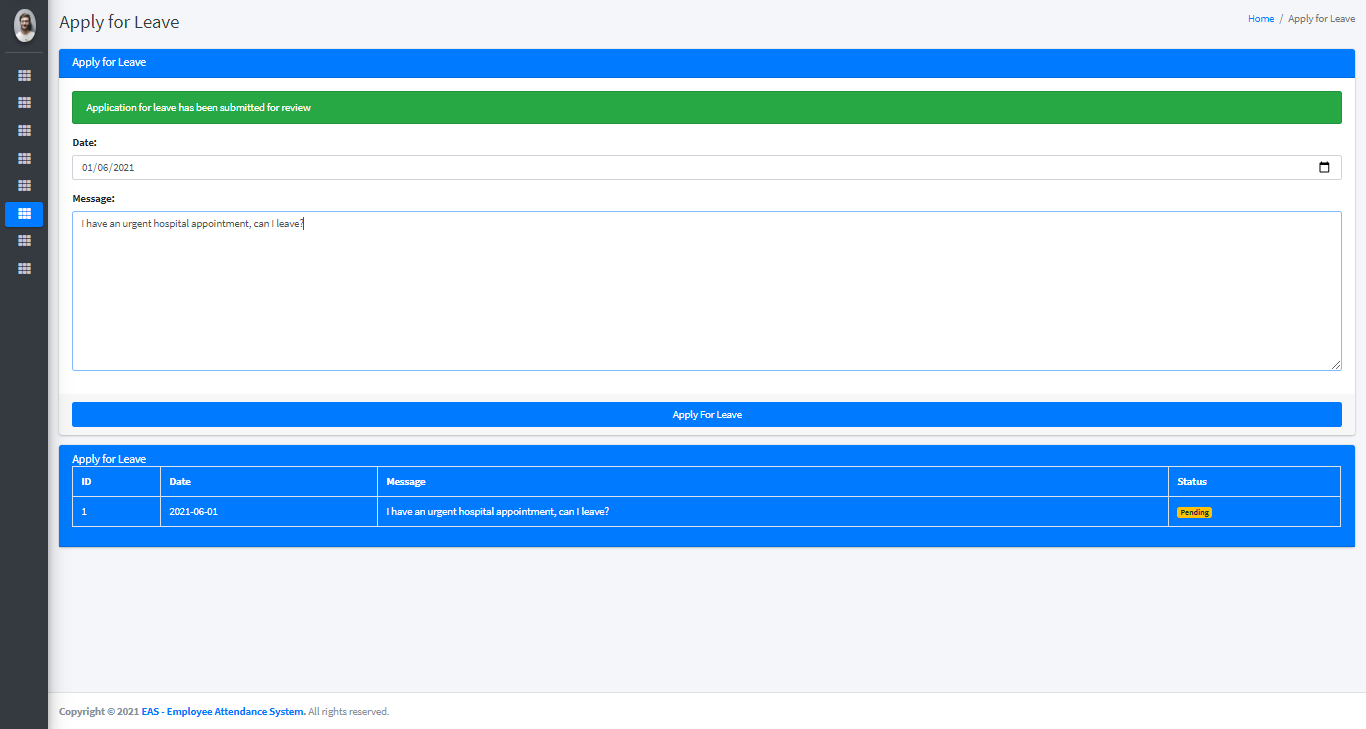 Apply for Leave
Home / Apply for Leave
Apply for Leave
Application for leave has been submitted for review
Date:
01/06/2021
Message:
I have an urgent hospital appointment, can I leave?
Apply For Leave
Apply for Leave
ID Date Message Status
1 2021-06-01 I have an urgent hospital appointment, can I leave? Pending
Copyright © 2021 EAS - Employee Attendance System. All rights reserved.